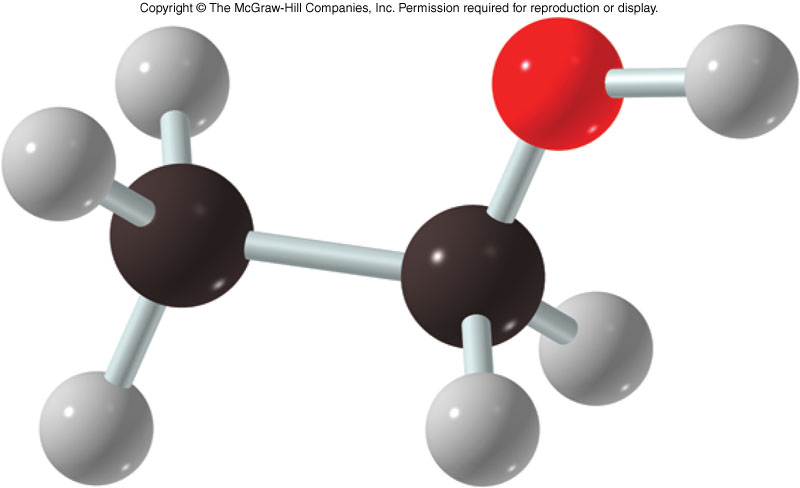 Copyright © The McGraw-Hill Companies, Inc. Permission required for reproduction or display.